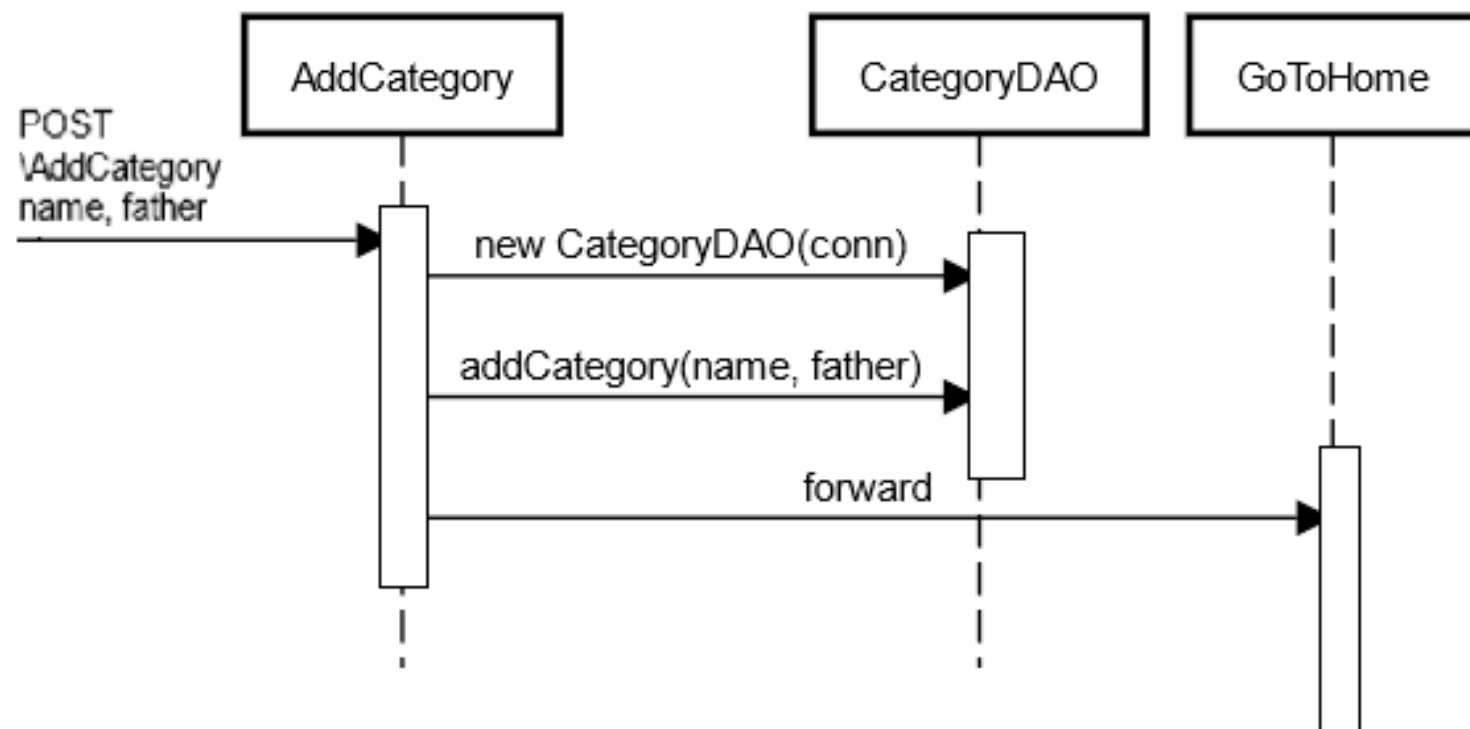 AddCategory
CategoryDAO
GoToHome
POST
\AddCategory
name, father
new CategoryDAO(conn)
addCategory(name, father)
forward